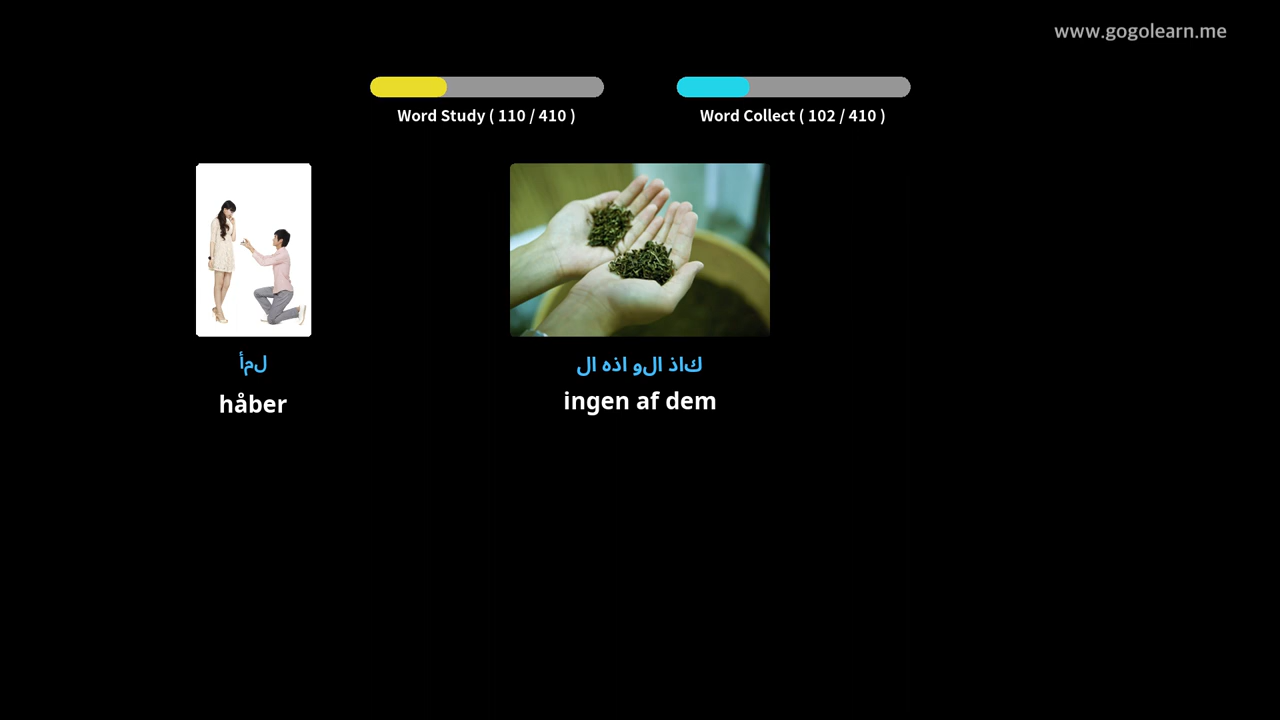 www.gogolearn.me
Word Study ( 110 / 410 )
Word Collect ( 102 / 410 )
لمأ
håber
كاذ الو اذه ال
ingen af dem